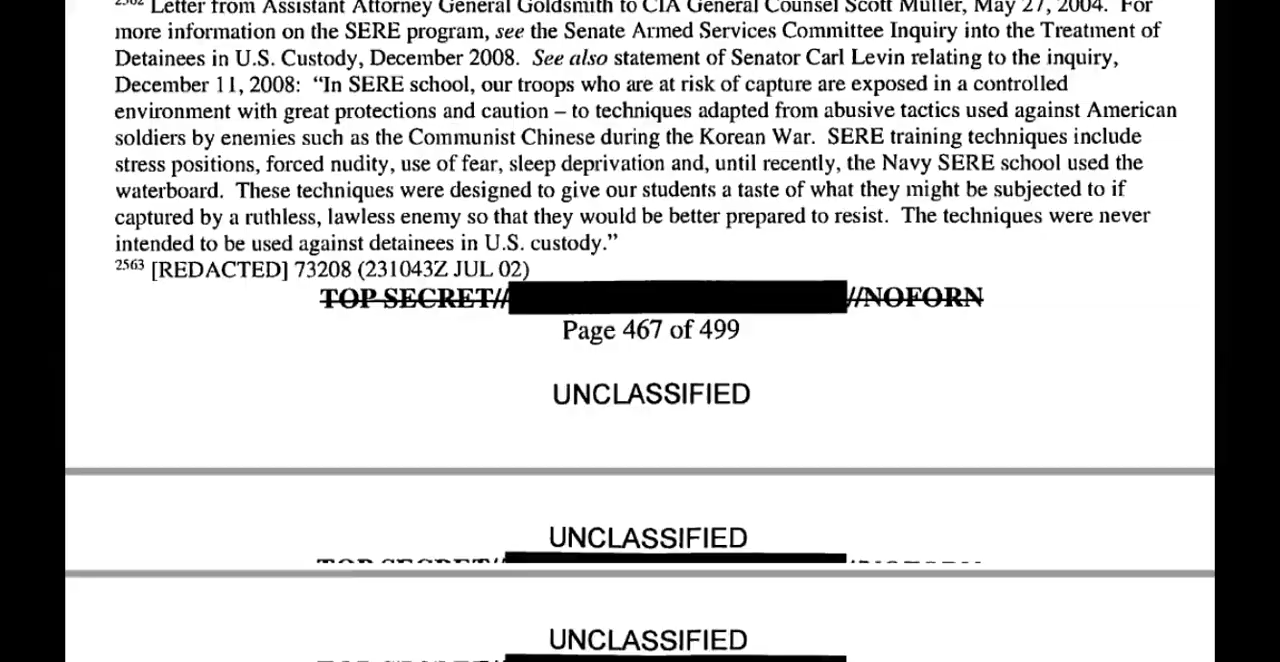 2562 Letter from Assistant Attorney General Goldsmith to CIA General Counsel Scott Muller, May 27, 2004. For
more information on the SERE program, see the Senate Armed Services Committee Inquiry into the Treatment of
Detainees in U.S. Custody, December 2008. See also statement of Senator Carl Levin relating to the inquiry,
December 11, 2008: “In SERE school, our troops who are at risk of capture are exposed in a controlled
environment with great protections and caution – to techniques adapted from abusive tactics used against American
soldiers by enemies such as the Communist Chinese during the Korean War. SERE training techniques include
stress positions, forced nudity, use of fear, sleep deprivation and, until recently, the Navy SERE school used the
waterboard. These techniques were designed to give our students a taste of what they might be subjected to if
captured by a ruthless, lawless enemy so that they would be better prepared to resist. The techniques were never
intended to be used against detainees in U.S. custody.”
2563 [REDACTED] 73208 (231043Z JUL 02)
TOP SECRET// //NOFORN
Page 467 of 499
UNCLASSIFIED
UNCLASSIFIED
UNCLASSIFIED